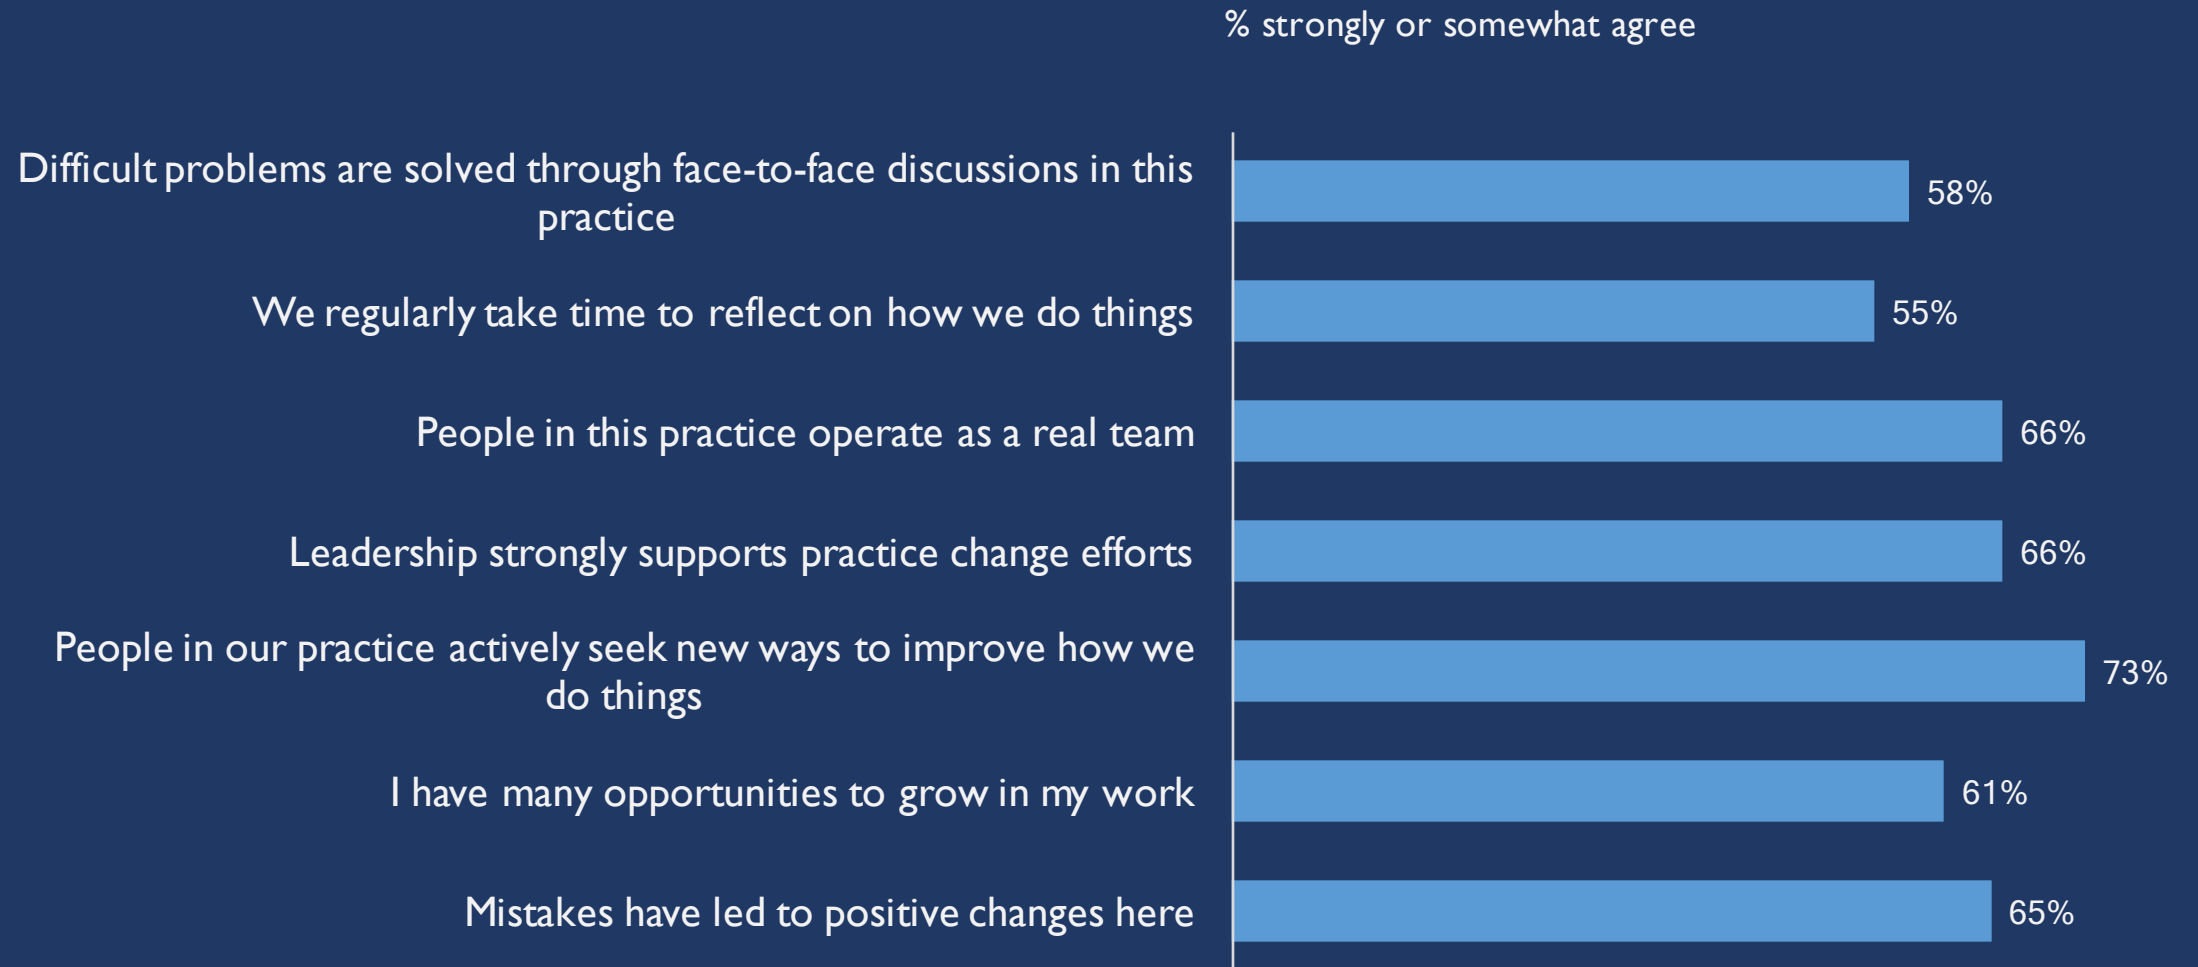 % strongly or somewhat agree
Difficult problems are solved through face-to-face discussions in this
practice
58%
We regularly take time to reflect on how we do things
55%
People in this practice operate as a real team
66%
Leadership strongly supports practice change efforts
66%
People in our practice actively seek new ways to improve how we
do things
73%
I have many opportunities to grow in my work
61%
Mistakes have led to positive changes here
65%